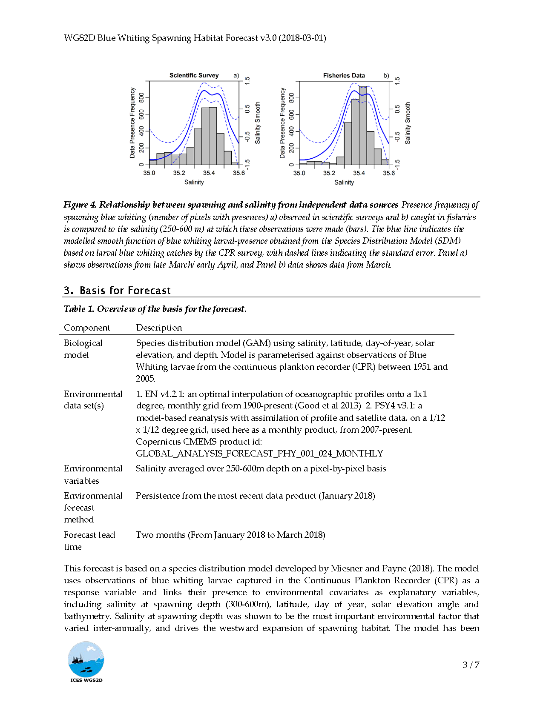 WGS2D Blue Whiting Spawning Habitat Forecast v3.0 (2018-03-01)
Scientific Survey a)
Fisheries Data b)
Data Presence Frequency
0 200 400 600 800
-1.5 -0.5 0.5 1.5
Salinity Smooth
35.0 35.2 35.4 35.6
Salinity
Data Presence Frequency
0 200 400 600 800
-1.5 -0.5 0.5 1.5
Salinity Smooth
35.0 35.2 35.4 35.6
Salinity
Figure 4. Relationship between spawning and salinity from independent data sources Presence frequency of
spawning blue whiting (number of pixels with presences) a) observed in scientific surveys and b) caught in fisheries
is compared to the salinity (250-600 m) at which these observations were made (bars). The blue line indicates the
modelled smooth function of blue whiting larval-presence obtained from the Species Distribution Model (SDM)
based on larval blue whiting catches by the CPR survey, with dashed lines indicating the standard error. Panel a)
shows observations from late March/ early April, and Panel b) data shows data from March.
3. Basis for Forecast
Table 1. Overview of the basis for the forecast.
Component Description
Biological model Species distribution model (GAM) using salinity, latitude, day-of-year, solar
elevation, and depth. Model is parameterised against observations of Blue
Whiting larvae from the continuous plankton recorder (CPR) between 1951 and
2005.
Environmental data set(s) 1. EN v4.2.1: an optimal interpolation of oceanographic profiles onto a 1x1
degree, monthly grid from 1900-present (Good et al 2013) 2. PSY4 v3.1: a
model-based reanalysis with assimilation of profile and satellite data, on a 1/12
x 1/12 degree grid, used here as a monthly product, from 2007-present.
Copernicus CMEMS product id:
GLOBAL_ANALYSIS_FORECAST_PHY_001_024_MONTHLY
Environmental variables Salinity averaged over 250-600m depth on a pixel-by-pixel basis
Environmental forecast method Persistence from the most recent data product (January 2018)
Forecast lead time Two months (From January 2018 to March 2018)
This forecast is based on a species distribution model developed by Miesner and Payne (2018). The model
uses observations of blue whiting larvae captured in the Continuous Plankton Recorder (CPR) as a
response variable and links their presence to environmental covariates as explanatory variables,
including salinity at spawning depth (300-600m), latitude, day of year, solar elevation angle and
bathymetry. Salinity at spawning depth was shown to be the most important environmental factor that
varied inter-annually, and drives the westward expansion of spawning habitat. The model has been
ICES WGS2D
3 / 7